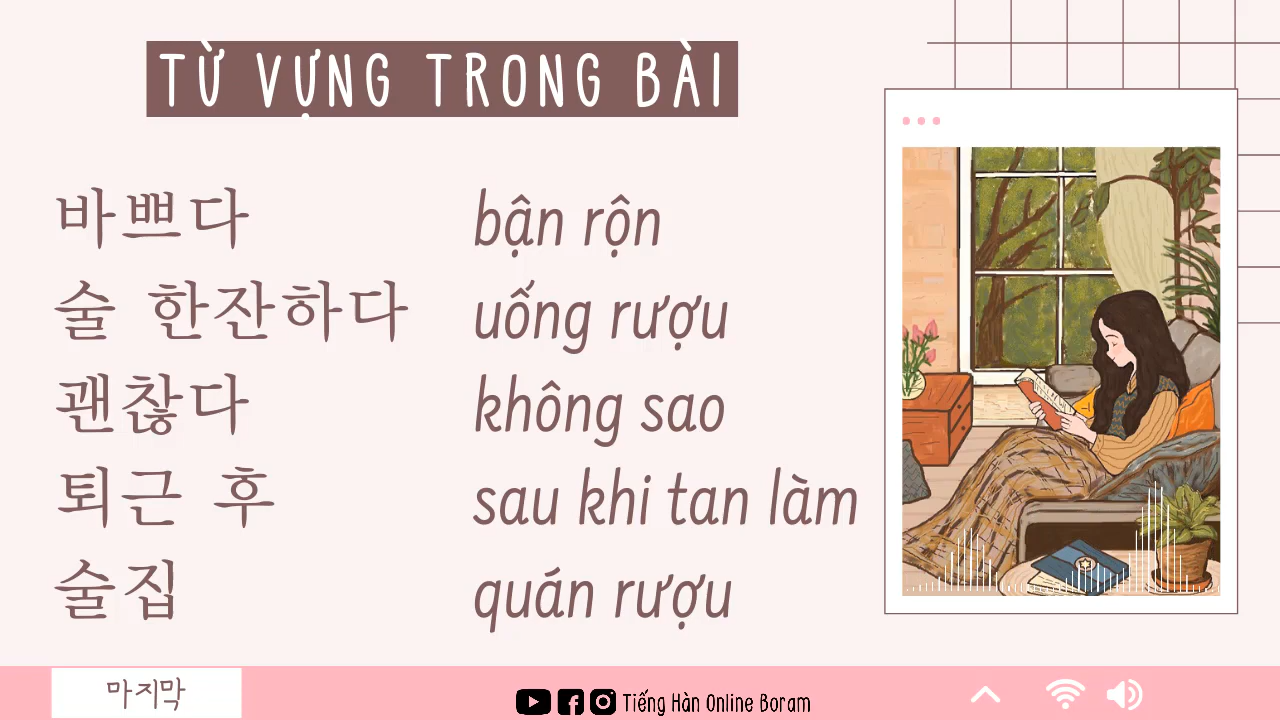 TỪ VỰNG TRONG BÀI
바쁘다 bận rộn
술 한잔하다 uống rượu
괜찮다 không sao
퇴근 후 sau khi tan làm
술집 quán rượu
마지막
Tiếng Hàn Online Boram